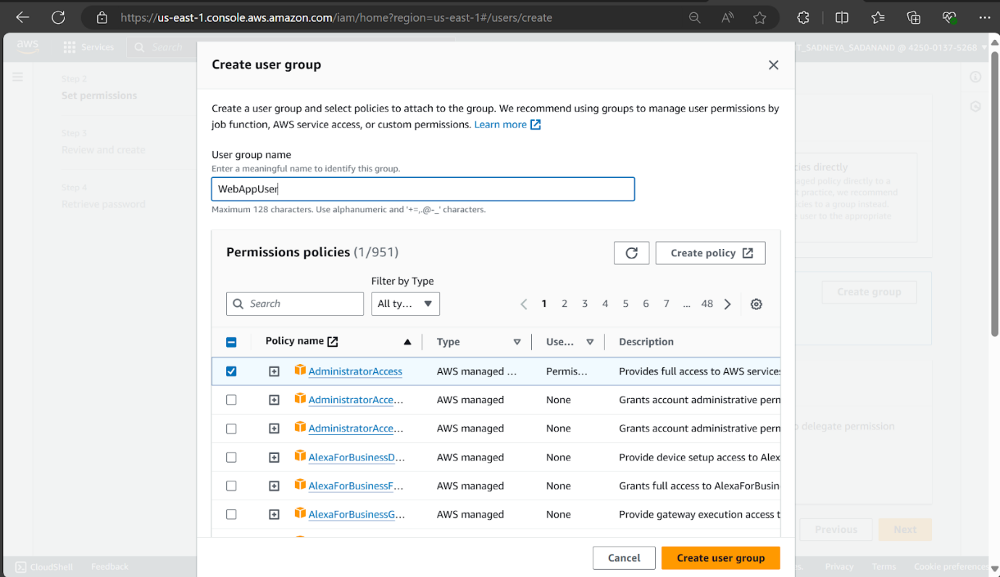 https://us-east-1.console.aws.amazon.com/iam/home?region=us-east-1#/users/create
aws
Services
Search
T_SADNEYA_SADANAND @ 4250-0137-5268
Step 2
Set permissions
Step 3
Review and create
Step 4
Retrieve password
Create user group
Create a user group and select policies to attach to the group. We recommend using groups to manage user permissions by
job function, AWS service access, or custom permissions. Learn more
User group name
Enter a meaningful name to identify this group.
WebAppUser
Maximum 128 characters. Use alphanumeric and '+=,.@-_' characters.
Permissions policies (1/951)
Create policy
Filter by Type
Search
All ty...
1 2 3 4 5 6 7 ... 48
Policy name Type Use... Description
AdministratorAccess AWS managed ... Permis... Provides full access to AWS services
AdministratorAcce... AWS managed None Grants account administrative perm
AdministratorAcce... AWS managed None Grants account administrative perm
AlexaForBusinessD... AWS managed None Provide device setup access to Alex
AlexaForBusinessF... AWS managed None Grants full access to AlexaForBusin
AlexaForBusinessG... AWS managed None Provide gateway execution access t
Cancel
Create user group
cies directly
aged policy directly to a
t practice, we recommend
cies to a group instead.
e user to the appropriate
Create group
o delegate permission
Previous
Next
CloudShell
Feedback
Privacy
Terms
Cookie preferences